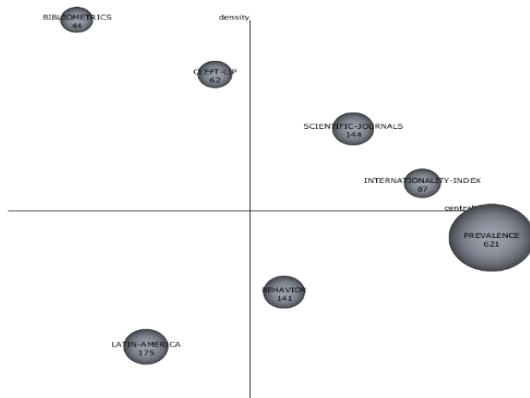 BIBLIOMETRICS
44
density
CLEFT-LIP
62
SCIENTIFIC-JOURNALS
144
INTERNATIONALITY-INDEX
87
PREVALENCE
621
BEHAVIOR
141
LATIN-AMERICA
175